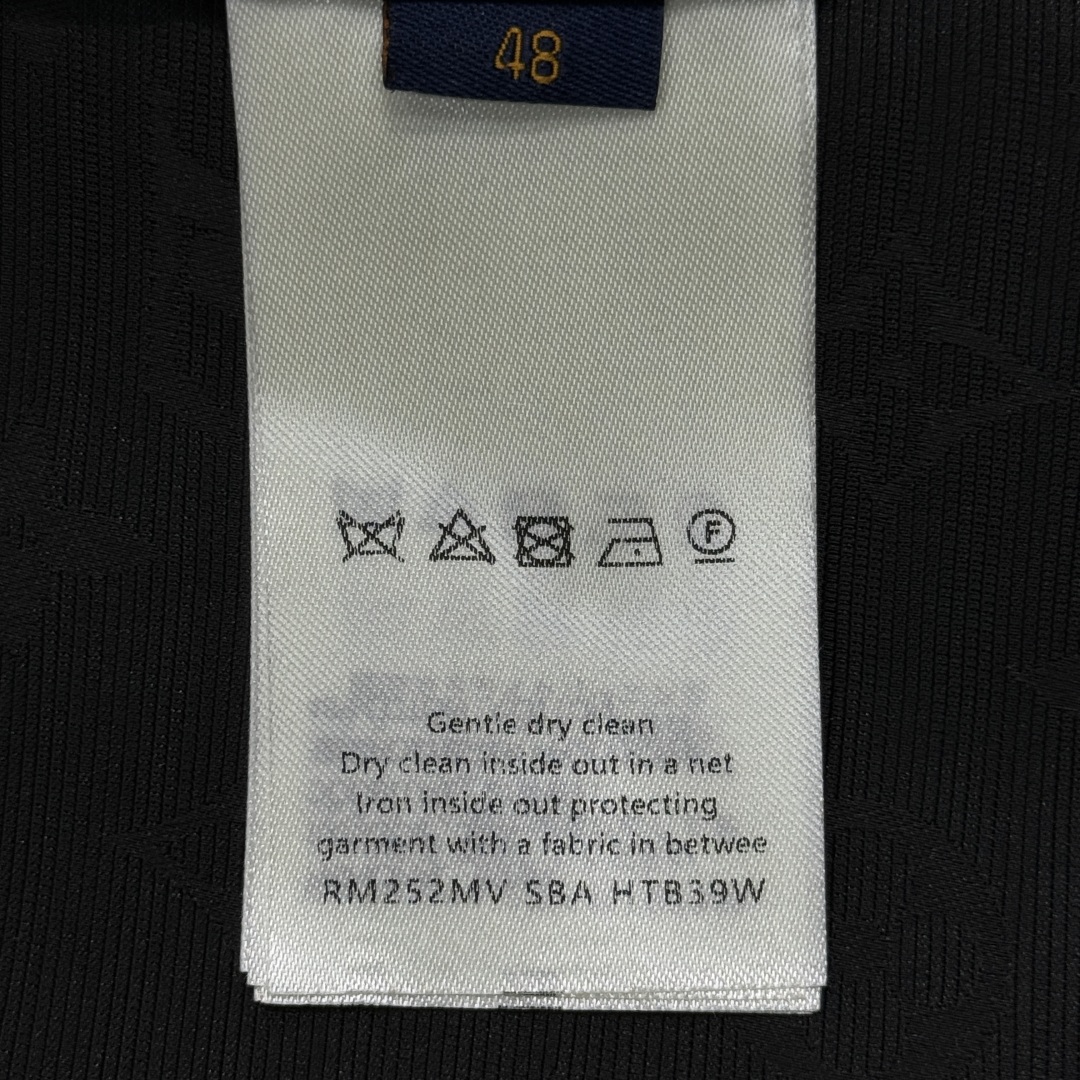 48
F
Gentle dry clean
Dry clean inside out in a net
Iron inside out protecting
garment with a fabric in betwee
RM252MV SBA HTB39W